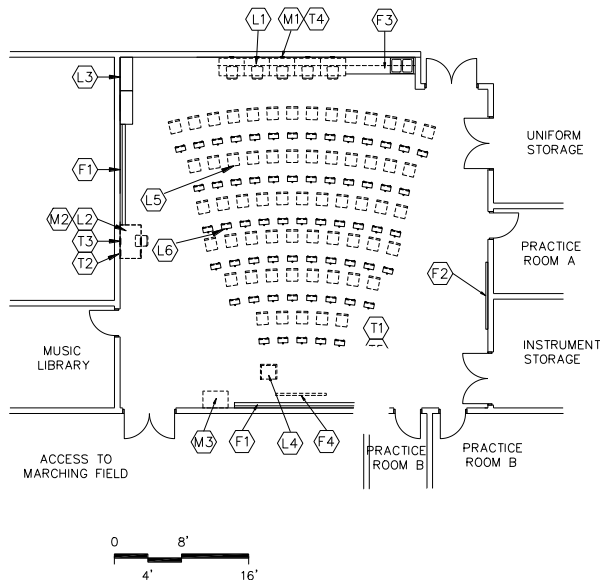 L1
M1
T4
F3
L3
UNIFORM
STORAGE
F1
L5
M2
L2
T3
T2
L6
PRACTICE
ROOM A
F2
T1
MUSIC
LIBRARY
INSTRUMENT
STORAGE
M3
F1
L4
F4
PRACTICE
ROOM B
PRACTICE
ROOM B
ACCESS TO
MARCHING FIELD
0
8'
4'
16'